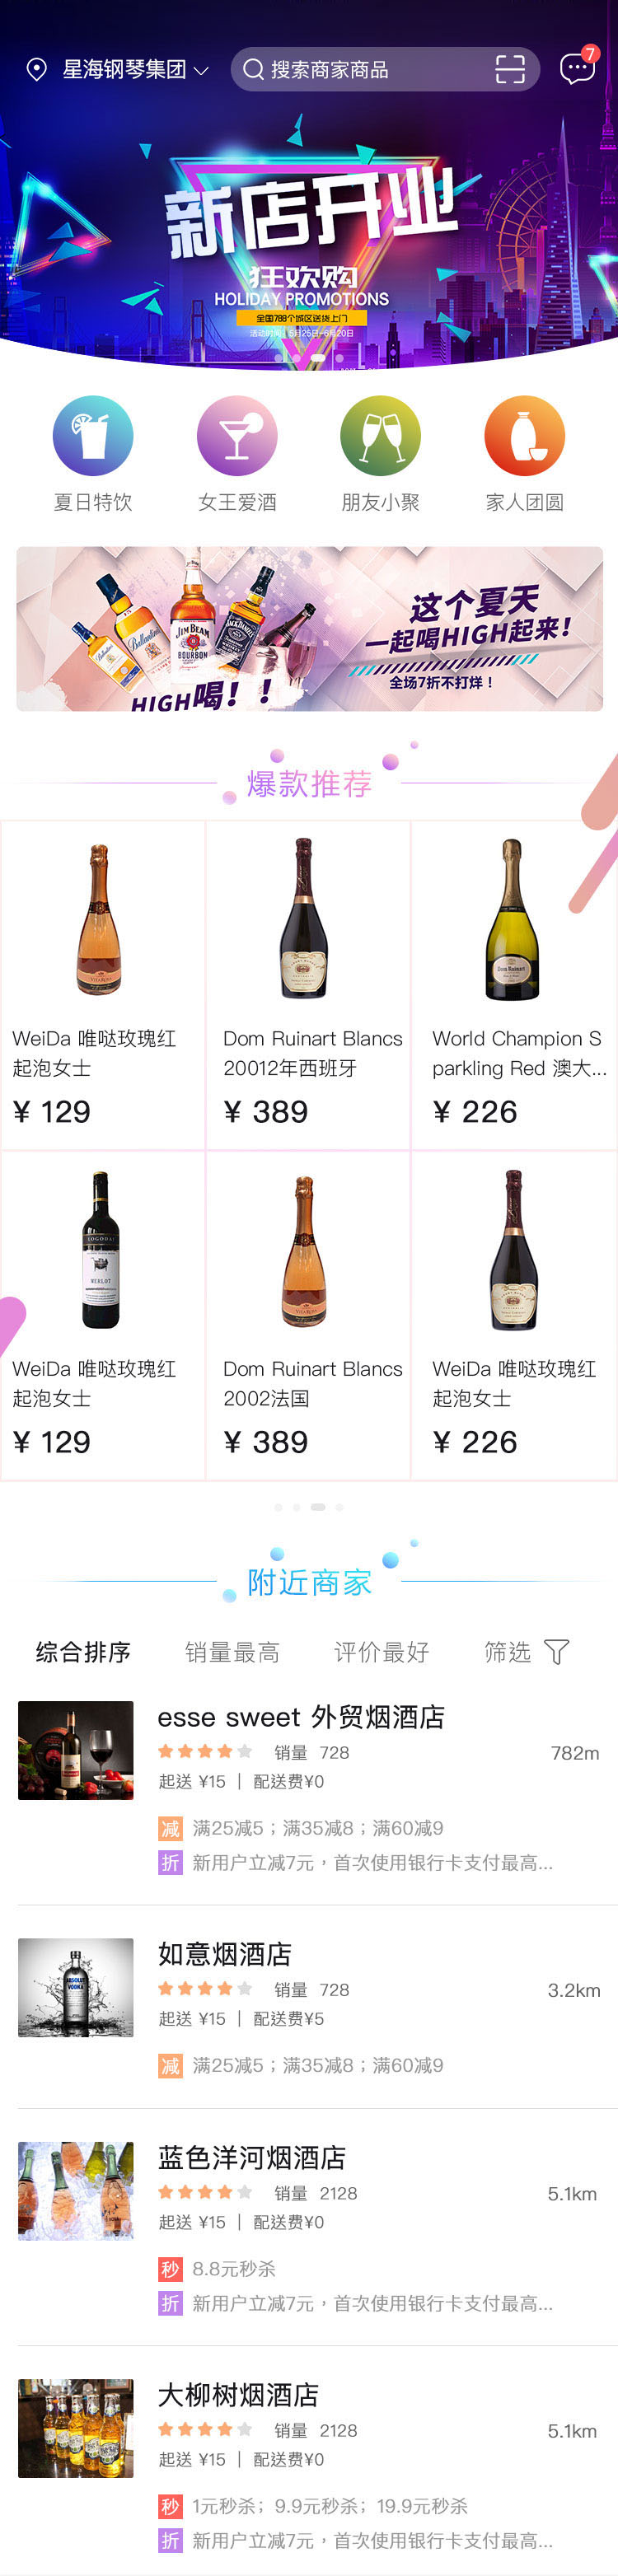 星海钢琴集团
搜索商家商品
7
新店开业
狂欢购
HOLIDAY PROMOTIONS
全国788个城区送货上门
活动时间：5月25日-6月20日
夏日特饮
女王爱酒
朋友小聚
家人团圆
Ballantine's
JIM BEAM
BOURBON
JACK DANIEL'S
这个夏天
一起喝HIGH起来!
全场7折不打烊！
HIGH喝！！
爆款推荐
Dom Ruinart
WeiDa 唯哒玫瑰红
起泡女士
¥ 129
Dom Ruinart Blancs
20012年西班牙
¥ 389
World Champion S
parkling Red 澳大...
¥ 226
MERLOT
WeiDa 唯哒玫瑰红
起泡女士
¥ 129
Dom Ruinart Blancs
2002法国
¥ 389
WeiDa 唯哒玫瑰红
起泡女士
¥ 226
附近商家
综合排序
销量最高
评价最好
筛选
esse sweet 外贸烟酒店
销量 728
782m
起送 ¥15 | 配送费¥0
减 满25减5；满35减8；满60减9
折 新用户立减7元，首次使用银行卡支付最高...
ABSOLUT
VODKA
如意烟酒店
销量 728
3.2km
起送 ¥15 | 配送费¥5
减 满25减5；满35减8；满60减9
蓝色洋河烟酒店
销量 2128
5.1km
起送 ¥15 | 配送费¥0
秒 8.8元秒杀
折 新用户立减7元，首次使用银行卡支付最高...
大柳树烟酒店
销量 2128
5.1km
起送 ¥15 | 配送费¥0
秒 1元秒杀；9.9元秒杀；19.9元秒杀
折 新用户立减7元，首次使用银行卡支付最高...